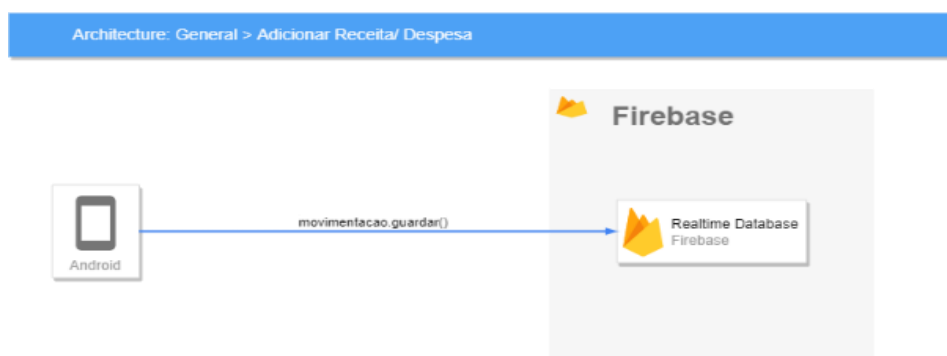 Architecture: General > Adicionar Receita/ Despesa
Firebase
movimentacao.guardar()
Realtime Database
Firebase
Android